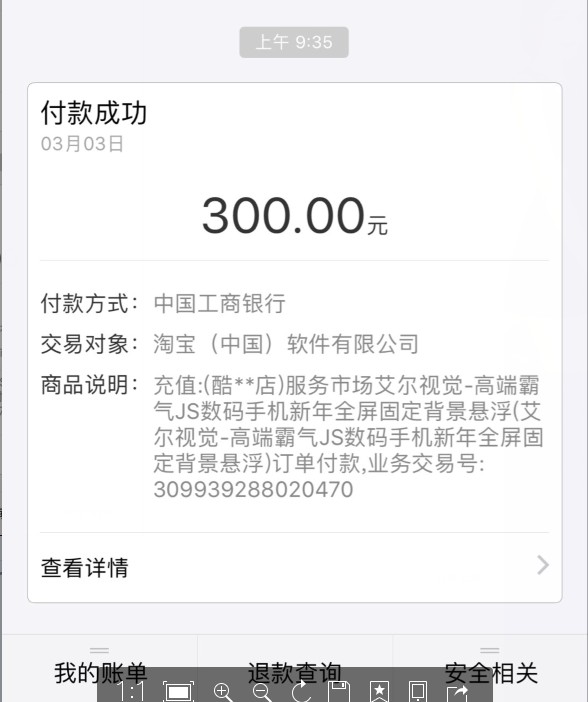 上午 9:35
付款成功
03月03日
300.00元
付款方式： 中国工商银行
交易对象： 淘宝（中国）软件有限公司
商品说明： 充值:(酷**店)服务市场艾尔视觉-高端霸
气JS数码手机新年全屏固定背景悬浮(艾
尔视觉-高端霸气JS数码手机新年全屏固
定背景悬浮)订单付款,业务交易号:
309939288020470
查看详情
我的账单 退款查询 安全相关
1:1